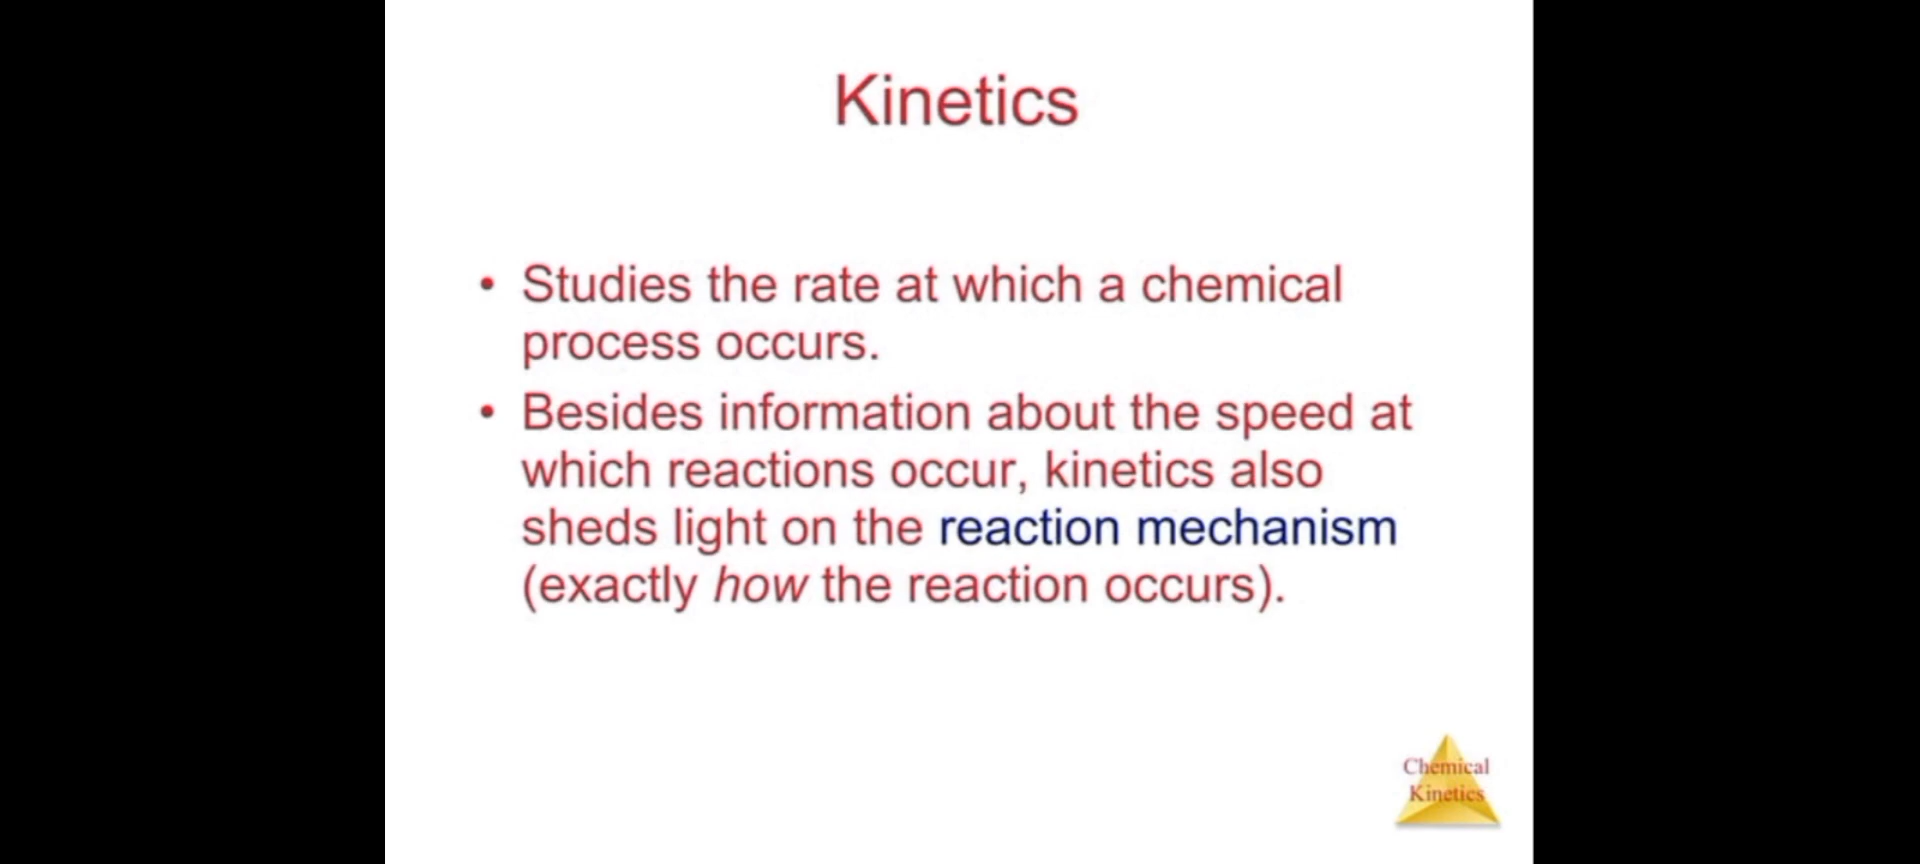 Kinetics
• Studies the rate at which a chemical
process occurs.
• Besides information about the speed at
which reactions occur, kinetics also
sheds light on the reaction mechanism
(exactly how the reaction occurs).
Chemical
Kinetics